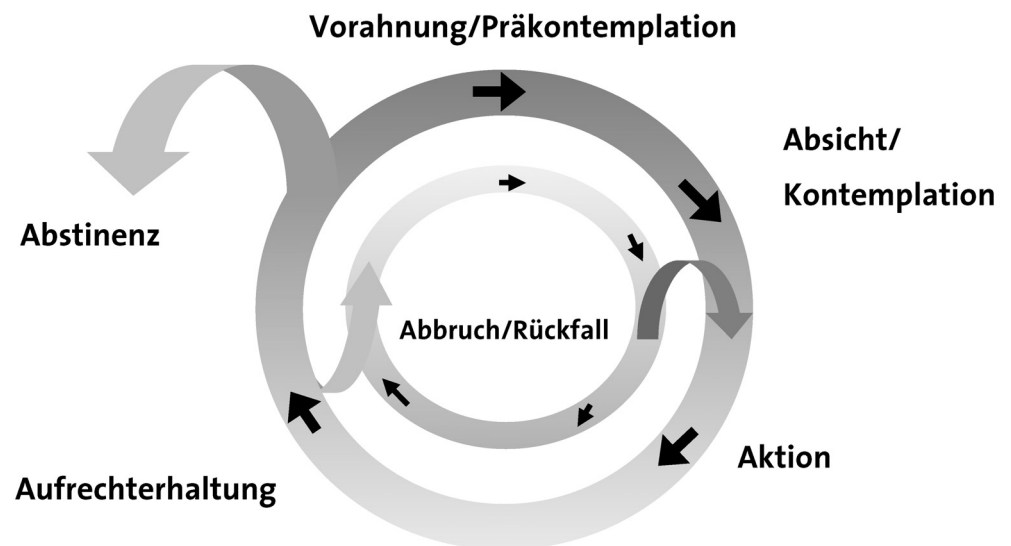 Vorahnung/Präkontemplation
Absicht/
Kontemplation
Abstinenz
Abbruch/Rückfall
Aktion
Aufrechterhaltung